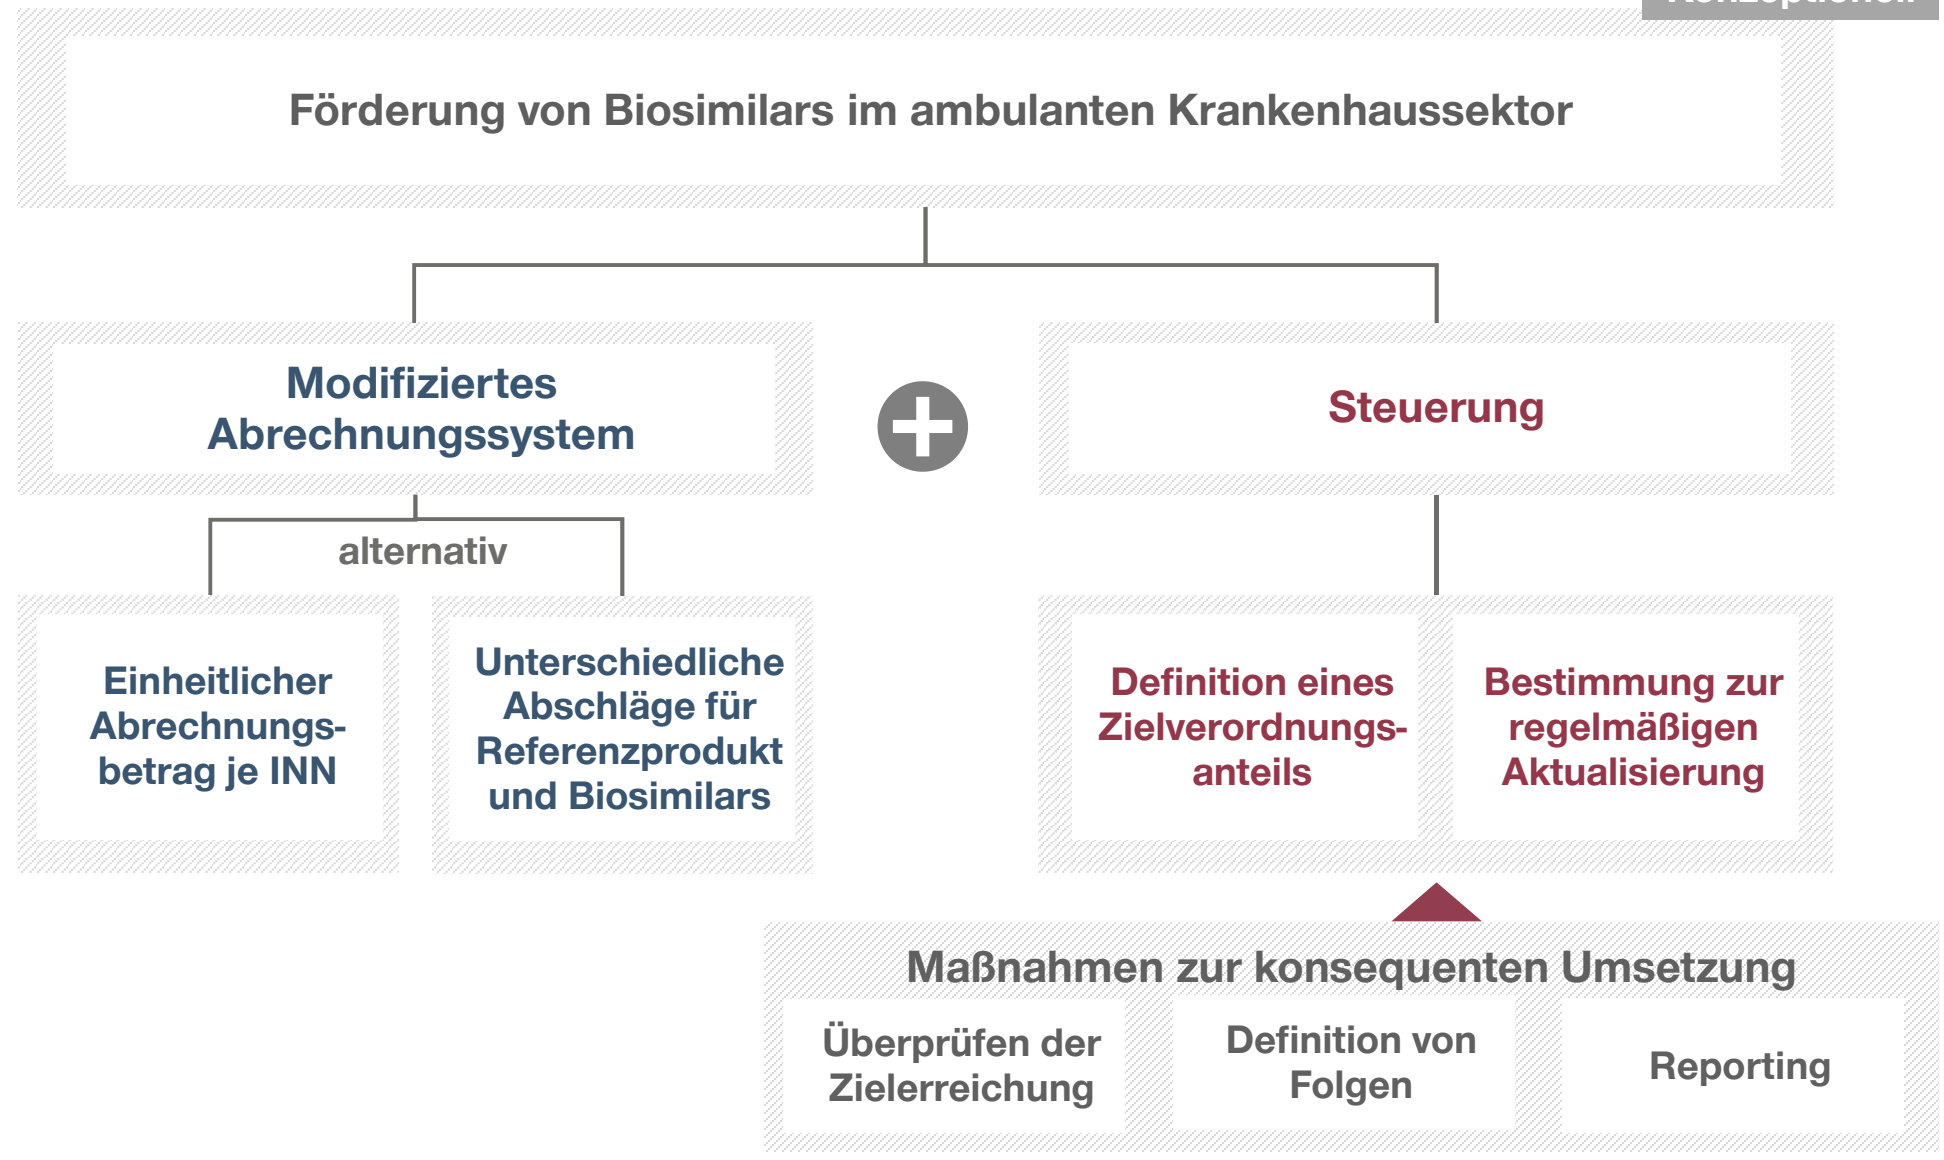 Förderung von Biosimilars im ambulanten Krankenhaussektor
Modifiziertes
Abrechnungssystem
Steuerung
alternativ
Einheitlicher
Abrechnungs-
betrag je INN
Unterschiedliche
Abschläge für
Referenzprodukt
und Biosimilars
Definition eines
Zielverordnungs-
anteils
Bestimmung zur
regelmäßigen
Aktualisierung
Maßnahmen zur konsequenten Umsetzung
Überprüfen der
Zielerreichung
Definition von
Folgen
Reporting